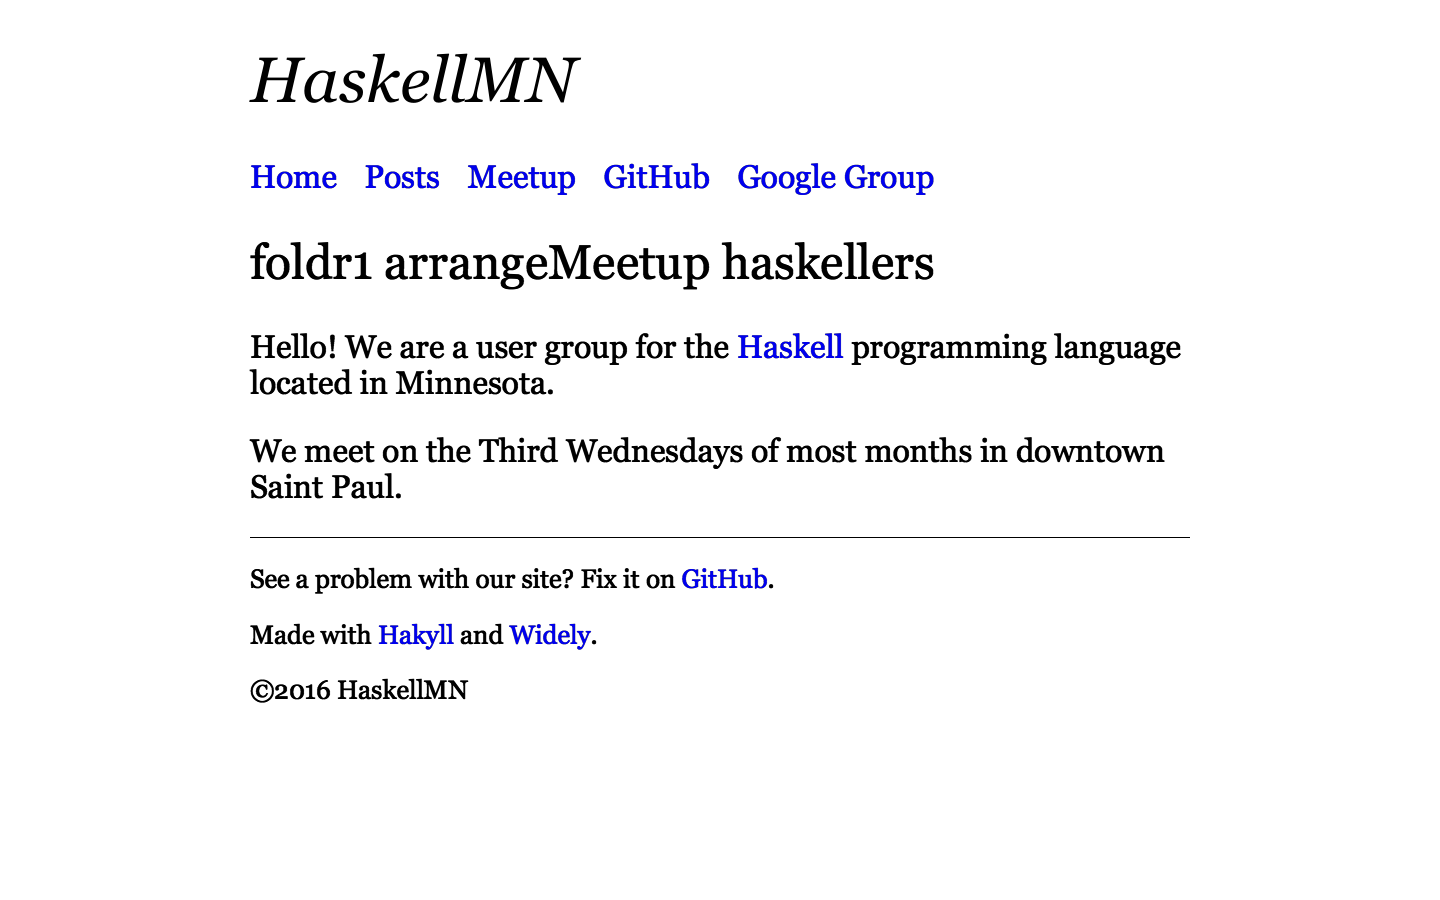 HaskellMN
Home Posts Meetup GitHub Google Group
foldr1 arrangeMeetup haskellers
Hello! We are a user group for the Haskell programming language
located in Minnesota.
We meet on the Third Wednesdays of most months in downtown
Saint Paul.
See a problem with our site? Fix it on GitHub.
Made with Hakyll and Widely.
©2016 HaskellMN